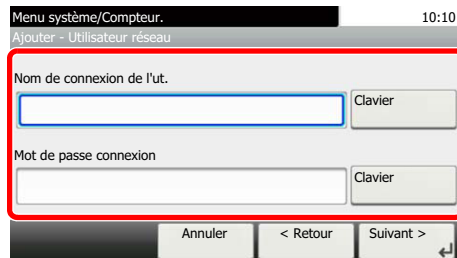 Menu système/Compteur. 10:10
Ajouter - Utilisateur réseau
Nom de connexion de l'ut.
Clavier
Mot de passe connexion
Clavier
Annuler < Retour Suivant >